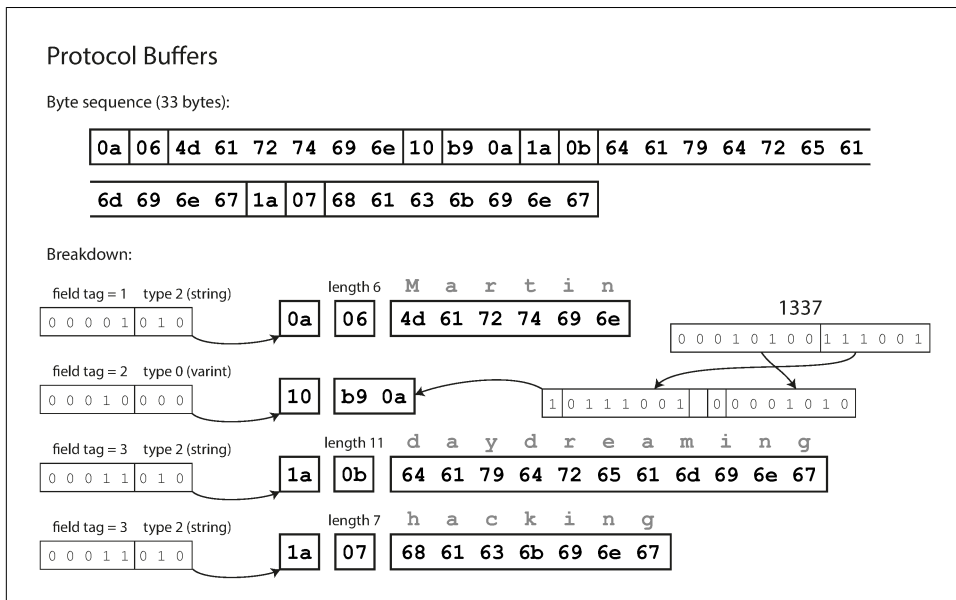 Protocol Buffers
Byte sequence (33 bytes):
0a 06 4d 61 72 74 69 6e 10 b9 0a 1a 0b 64 61 79 64 72 65 61
6d 69 6e 67 1a 07 68 61 63 6b 69 6e 67
Breakdown:
field tag = 1 type 2 (string) length 6 M a r t i n
0 0 0 0 1 0 1 0 0a 06 4d 61 72 74 69 6e
1337
0 0 0 1 0 1 0 0 1 1 1 0 0 1
field tag = 2 type 0 (varint)
0 0 0 1 0 0 0 0 10 b9 0a 1 0 1 1 1 0 0 1 0 0 0 0 1 0 1 0
field tag = 3 type 2 (string) length 11 d a y d r e a m i n g
0 0 0 1 1 0 1 0 1a 0b 64 61 79 64 72 65 61 6d 69 6e 67
field tag = 3 type 2 (string) length 7 h a c k i n g
0 0 0 1 1 0 1 0 1a 07 68 61 63 6b 69 6e 67